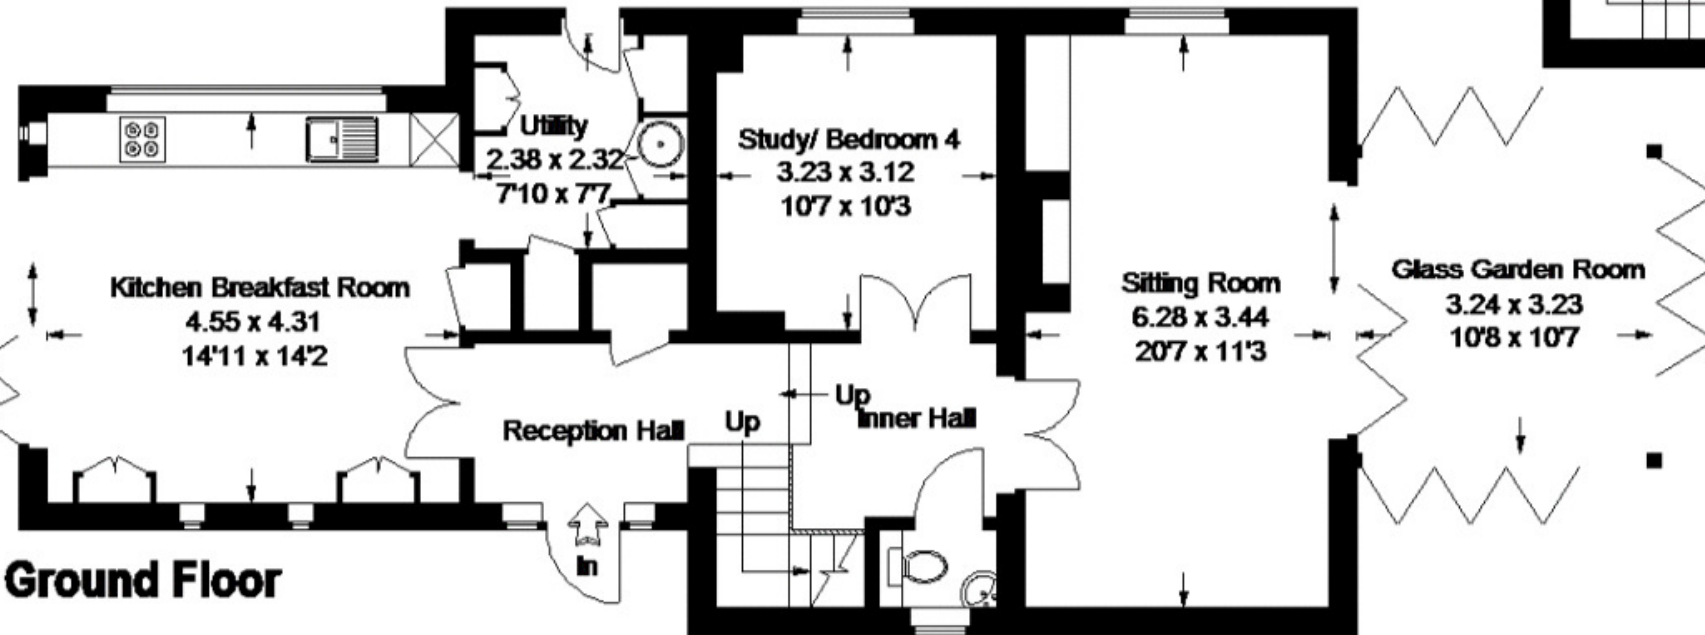 Utility
2.38 x 2.32
7'10 x 7'7
Study/ Bedroom 4
3.23 x 3.12
10'7 x 10'3
Kitchen Breakfast Room
4.55 x 4.31
14'11 x 14'2
Sitting Room
6.28 x 3.44
20'7 x 11'3
Glass Garden Room
3.24 x 3.23
10'8 x 10'7
Reception Hall
Up
Up
Inner Hall
In
Ground Floor